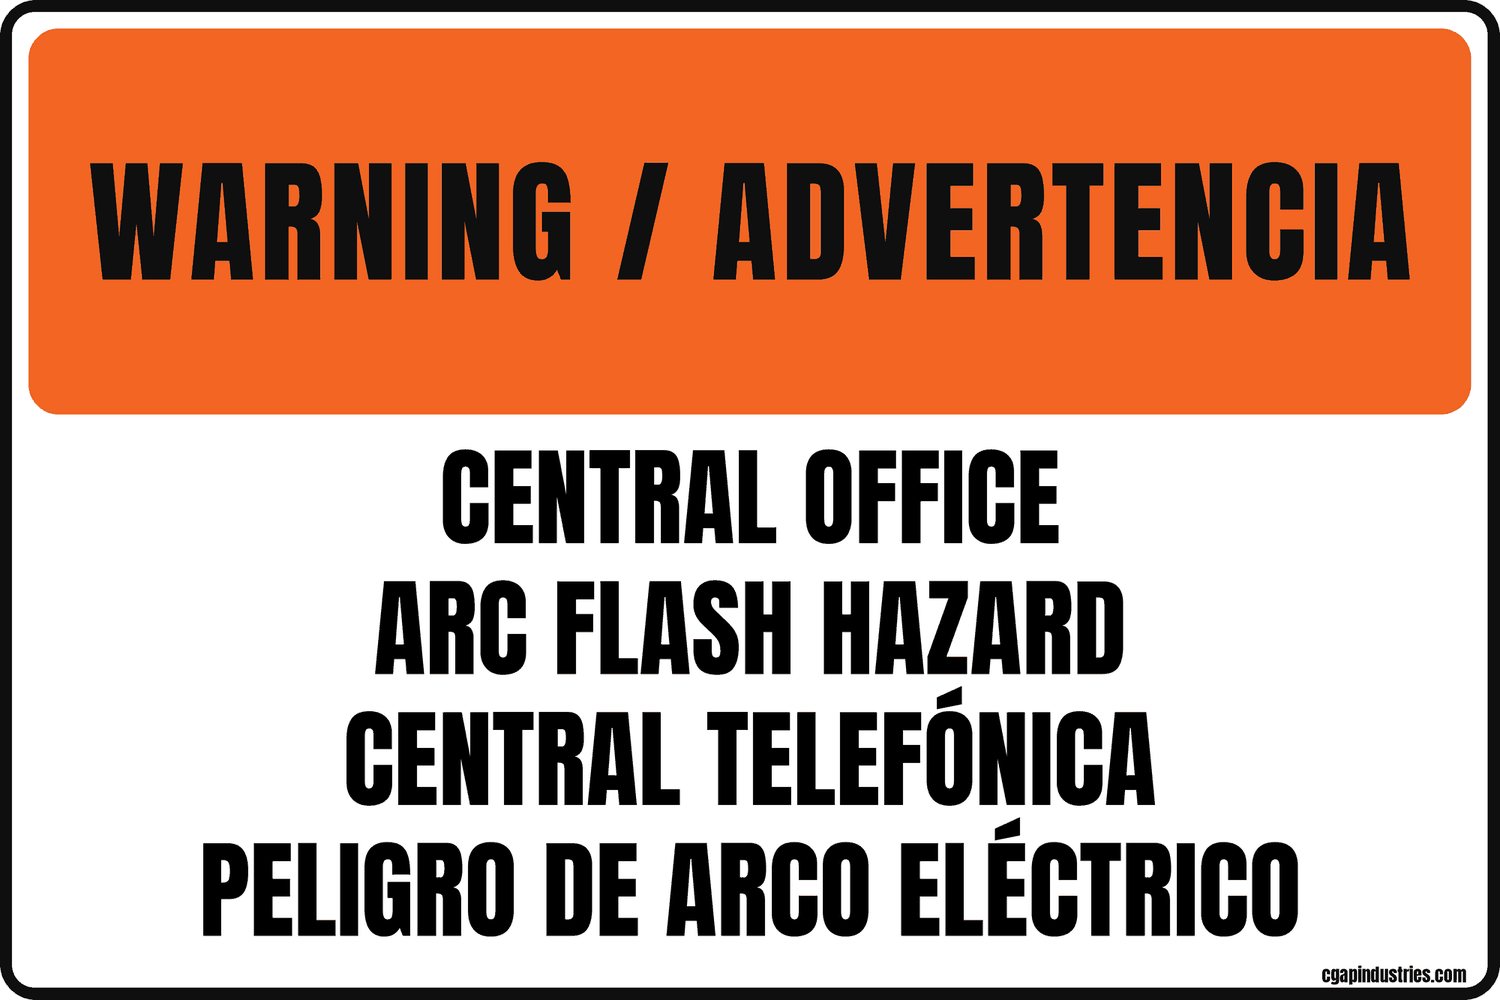 WARNING / ADVERTENCIA
CENTRAL OFFICE
ARC FLASH HAZARD
CENTRAL TELEFÓNICA
PELIGRO DE ARCO ELÉCTRICO
cgapindustries.com